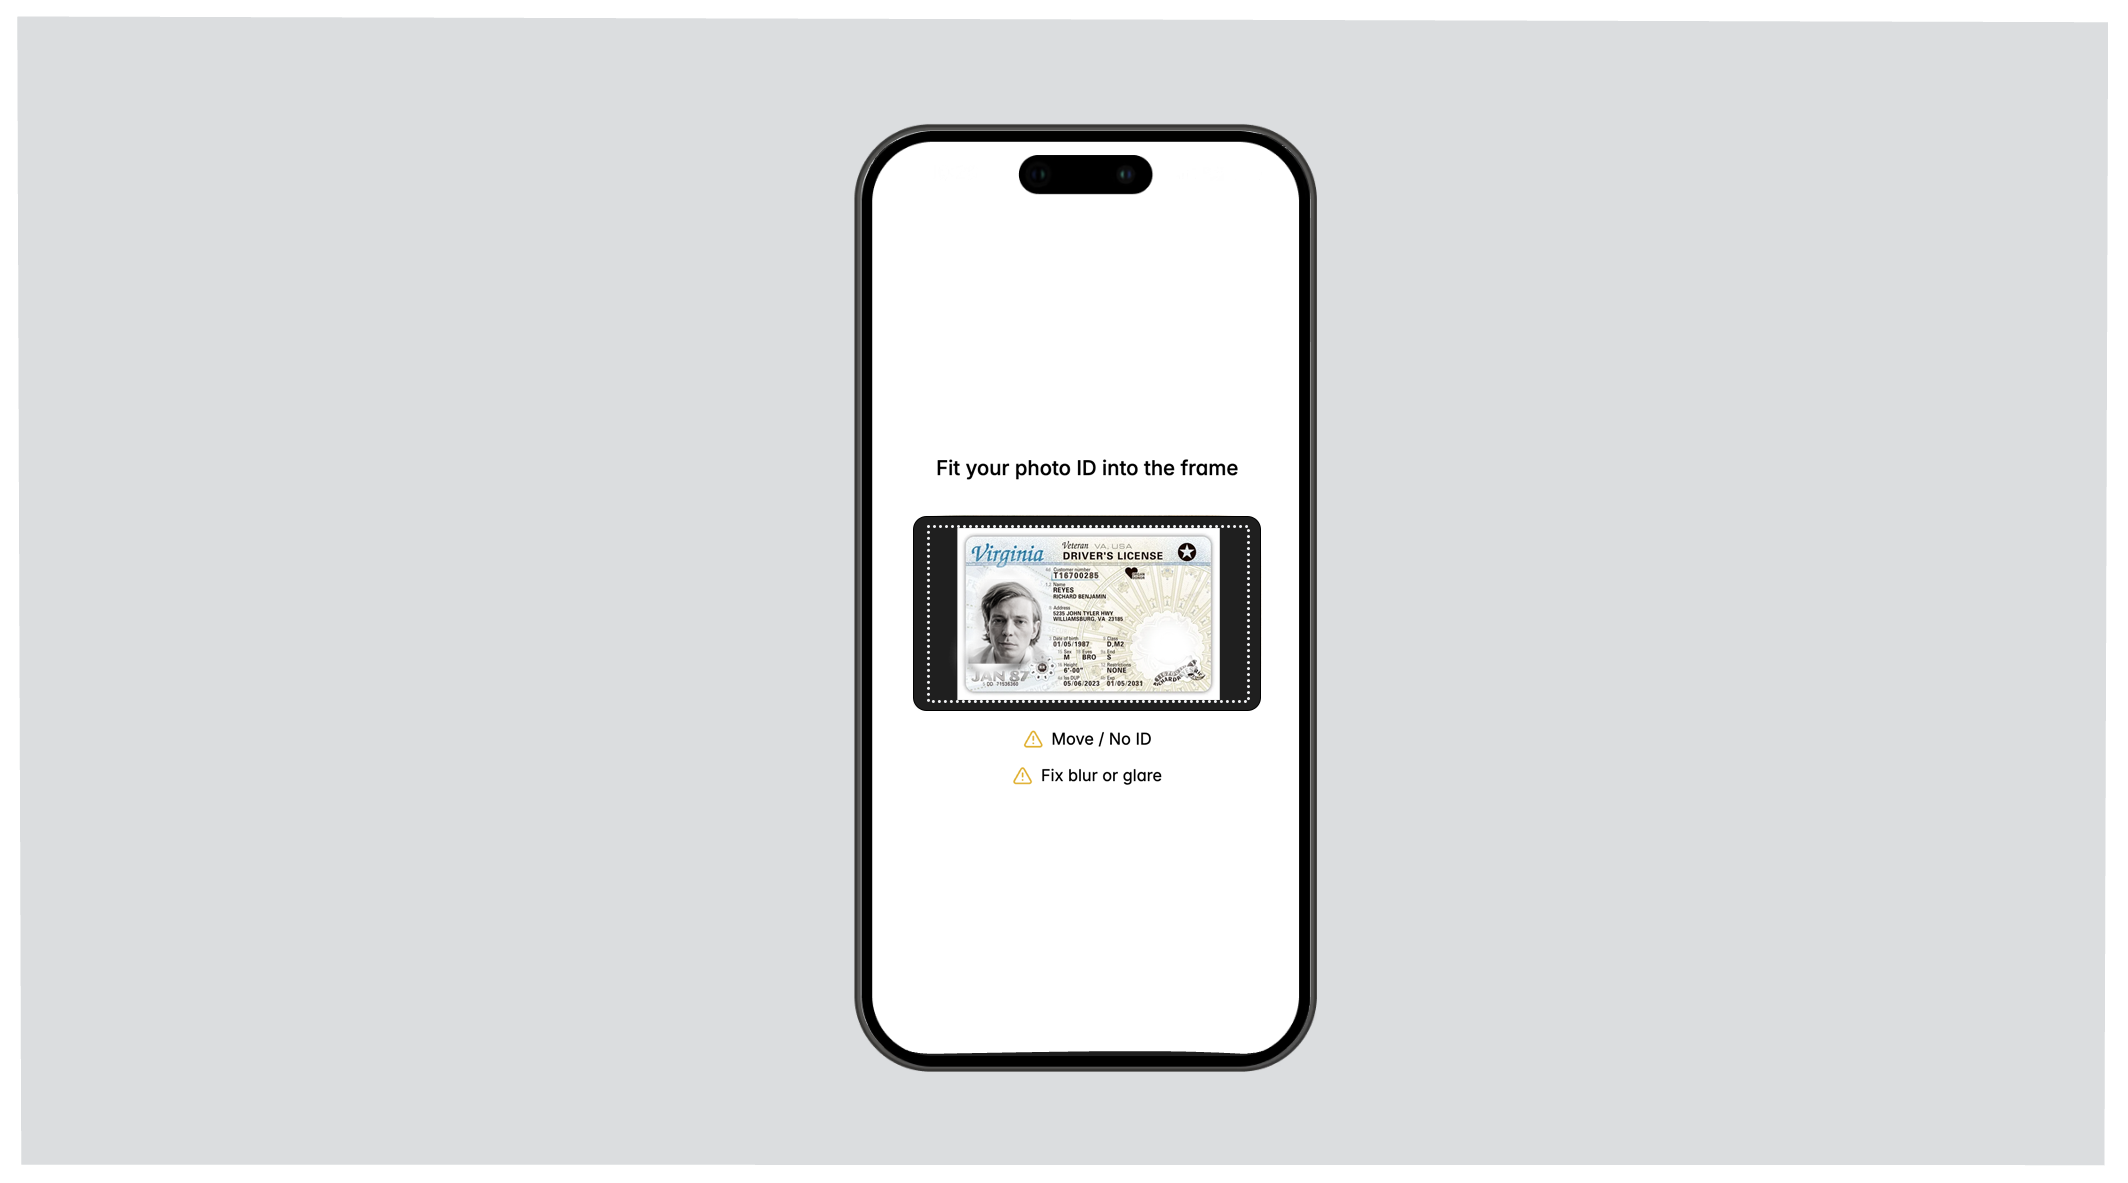 Fit your photo ID into the frame
Virginia
Veteran VA, USA
DRIVER'S LICENSE
Customer number
T16700285
Name
REYES
RICHARD BENJAMIN
Address
5235 JOHN TYLER HWY
WILLIAMSBURG, VA 23185
Date of birth Class
01/05/1987 D,M2
Sex Eyes End
M BRO S
Height Restrictions
6'-00" NONE
Iss DUP Exp
05/06/2023 01/05/2031
JAN 87
DD
Move / No ID
Fix blur or glare